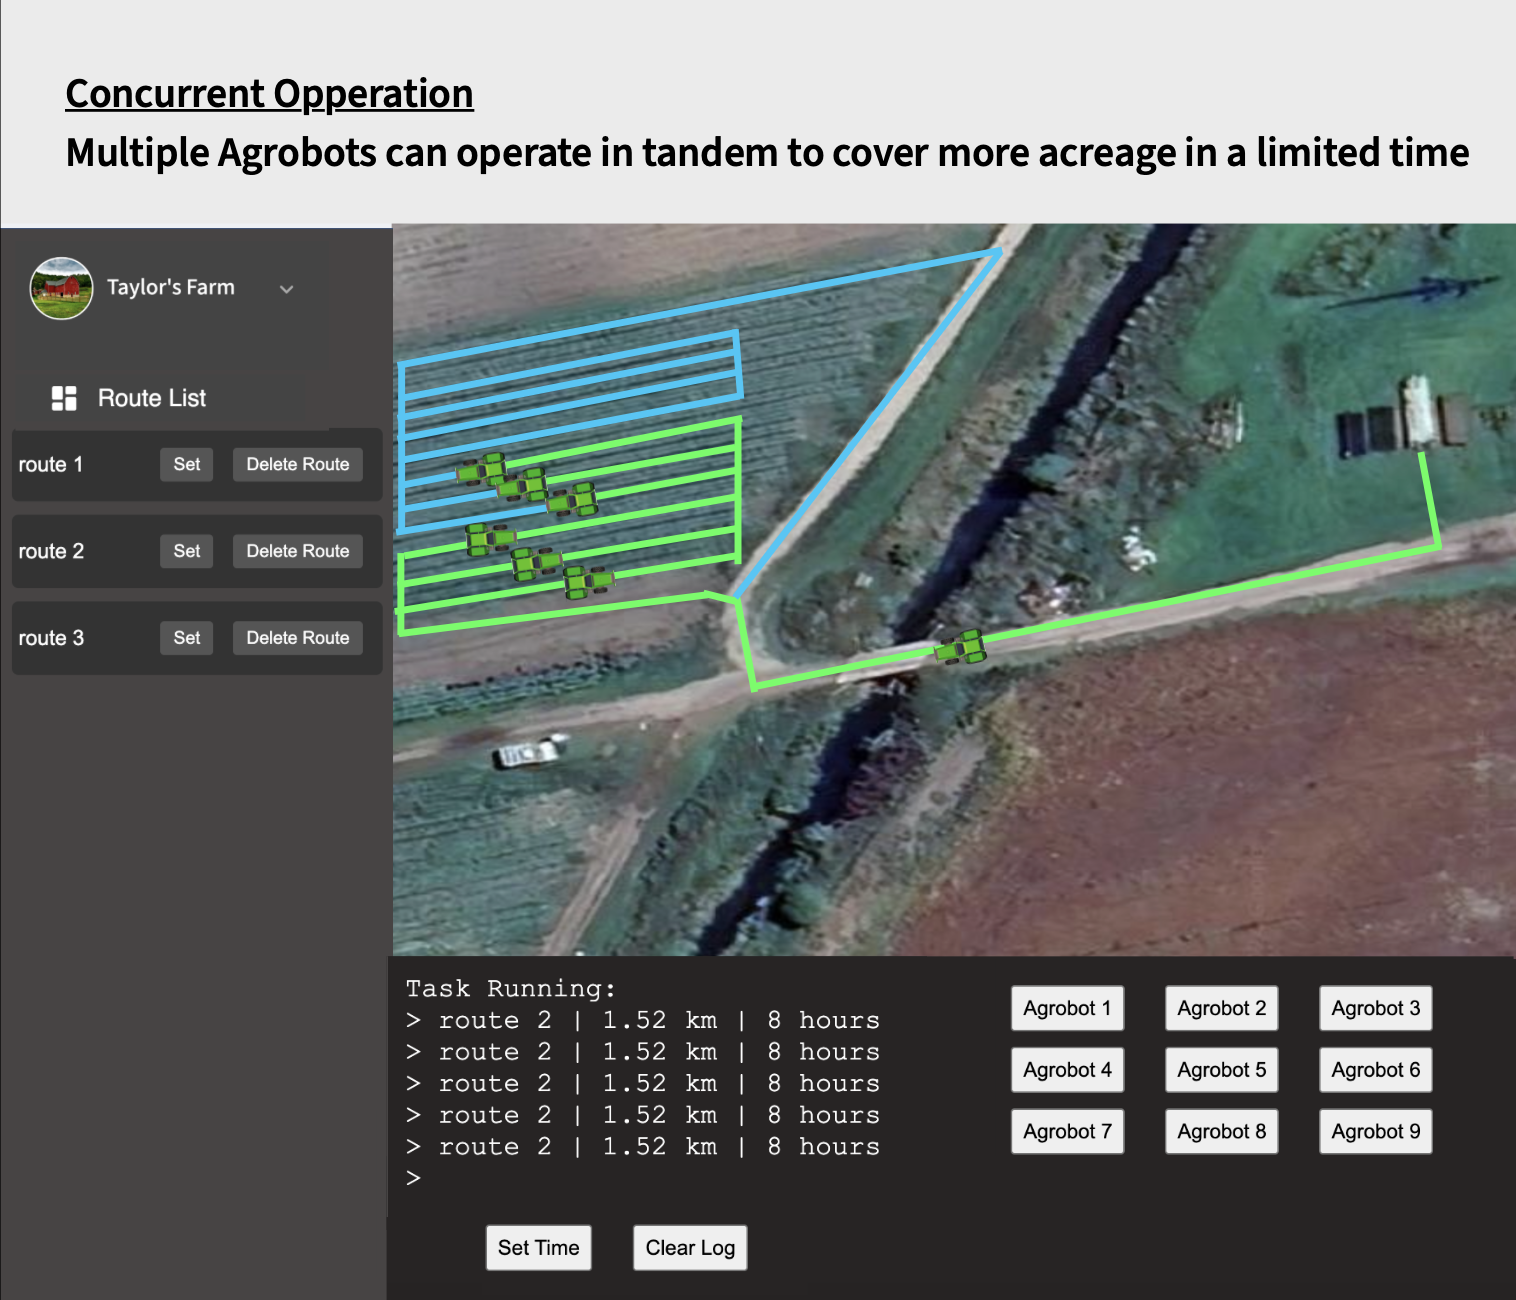 Concurrent Opperation
Multiple Agrobots can operate in tandem to cover more acreage in a limited time
Taylor's Farm
Route List
route 1 Set Delete Route
route 2 Set Delete Route
route 3 Set Delete Route
Task Running:
> route 2 | 1.52 km | 8 hours
> route 2 | 1.52 km | 8 hours
> route 2 | 1.52 km | 8 hours
> route 2 | 1.52 km | 8 hours
> route 2 | 1.52 km | 8 hours
>
Agrobot 1 Agrobot 2 Agrobot 3
Agrobot 4 Agrobot 5 Agrobot 6
Agrobot 7 Agrobot 8 Agrobot 9
Set Time Clear Log